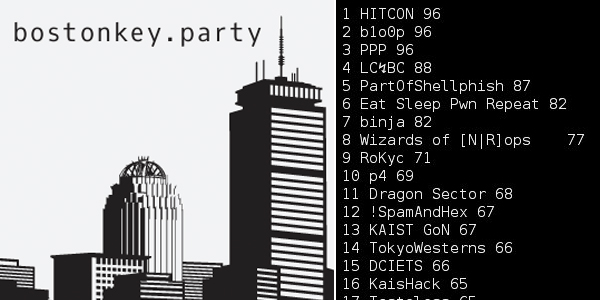 bostonkey.party
1 HITCON 96
2 b1o0p 96
3 PPP 96
4 LC↯BC 88
5 PartOfShellphish 87
6 Eat Sleep Pwn Repeat 82
7 binja 82
8 Wizards of [N|R]ops 77
9 RoKyc 71
10 p4 69
11 Dragon Sector 68
12 !SpamAndHex 67
13 KAIST GoN 67
14 TokyoWesterns 66
15 DCIETS 66
16 KaisHack 65